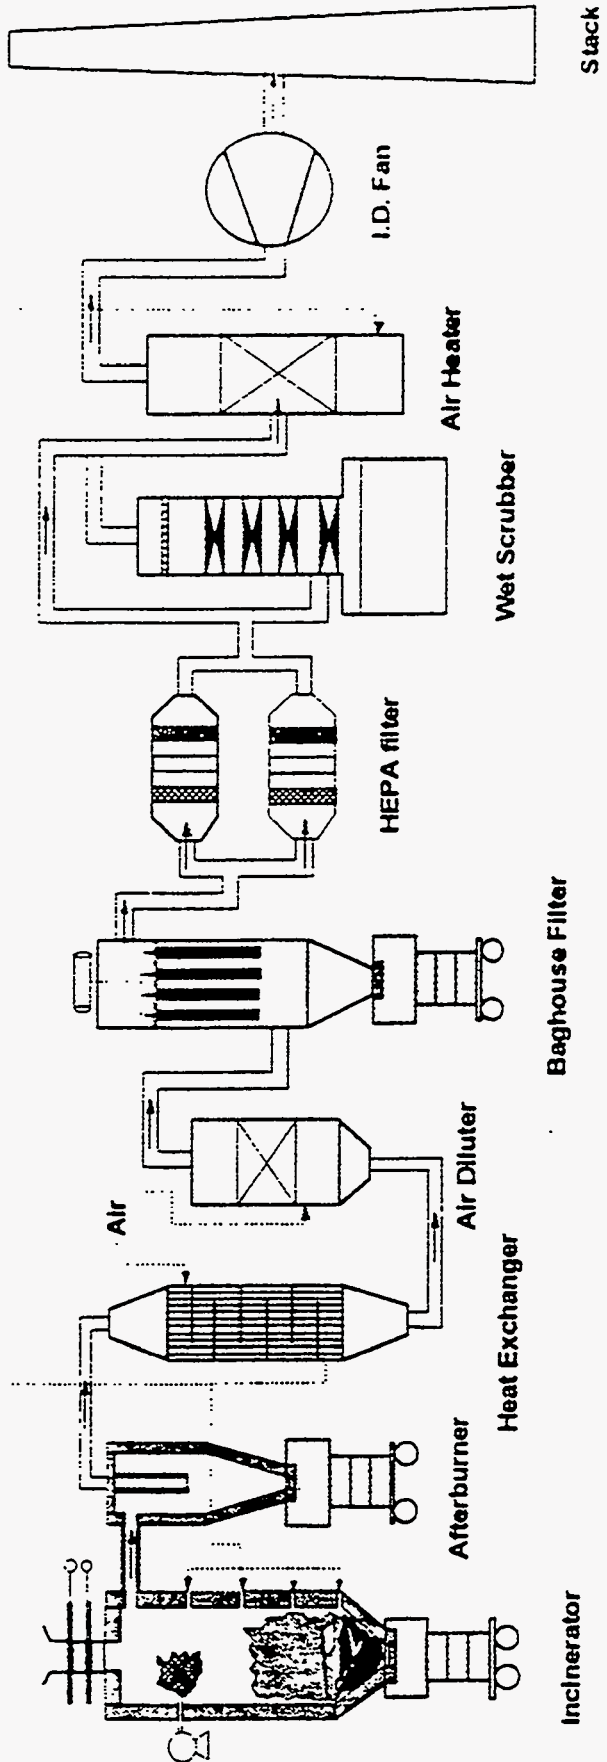 Incinerator
Afterburner
Heat Exchanger
Air
Air Diluter
Baghouse Filter
HEPA filter
Wet Scrubber
Air Heater
I.D. Fan
Stack